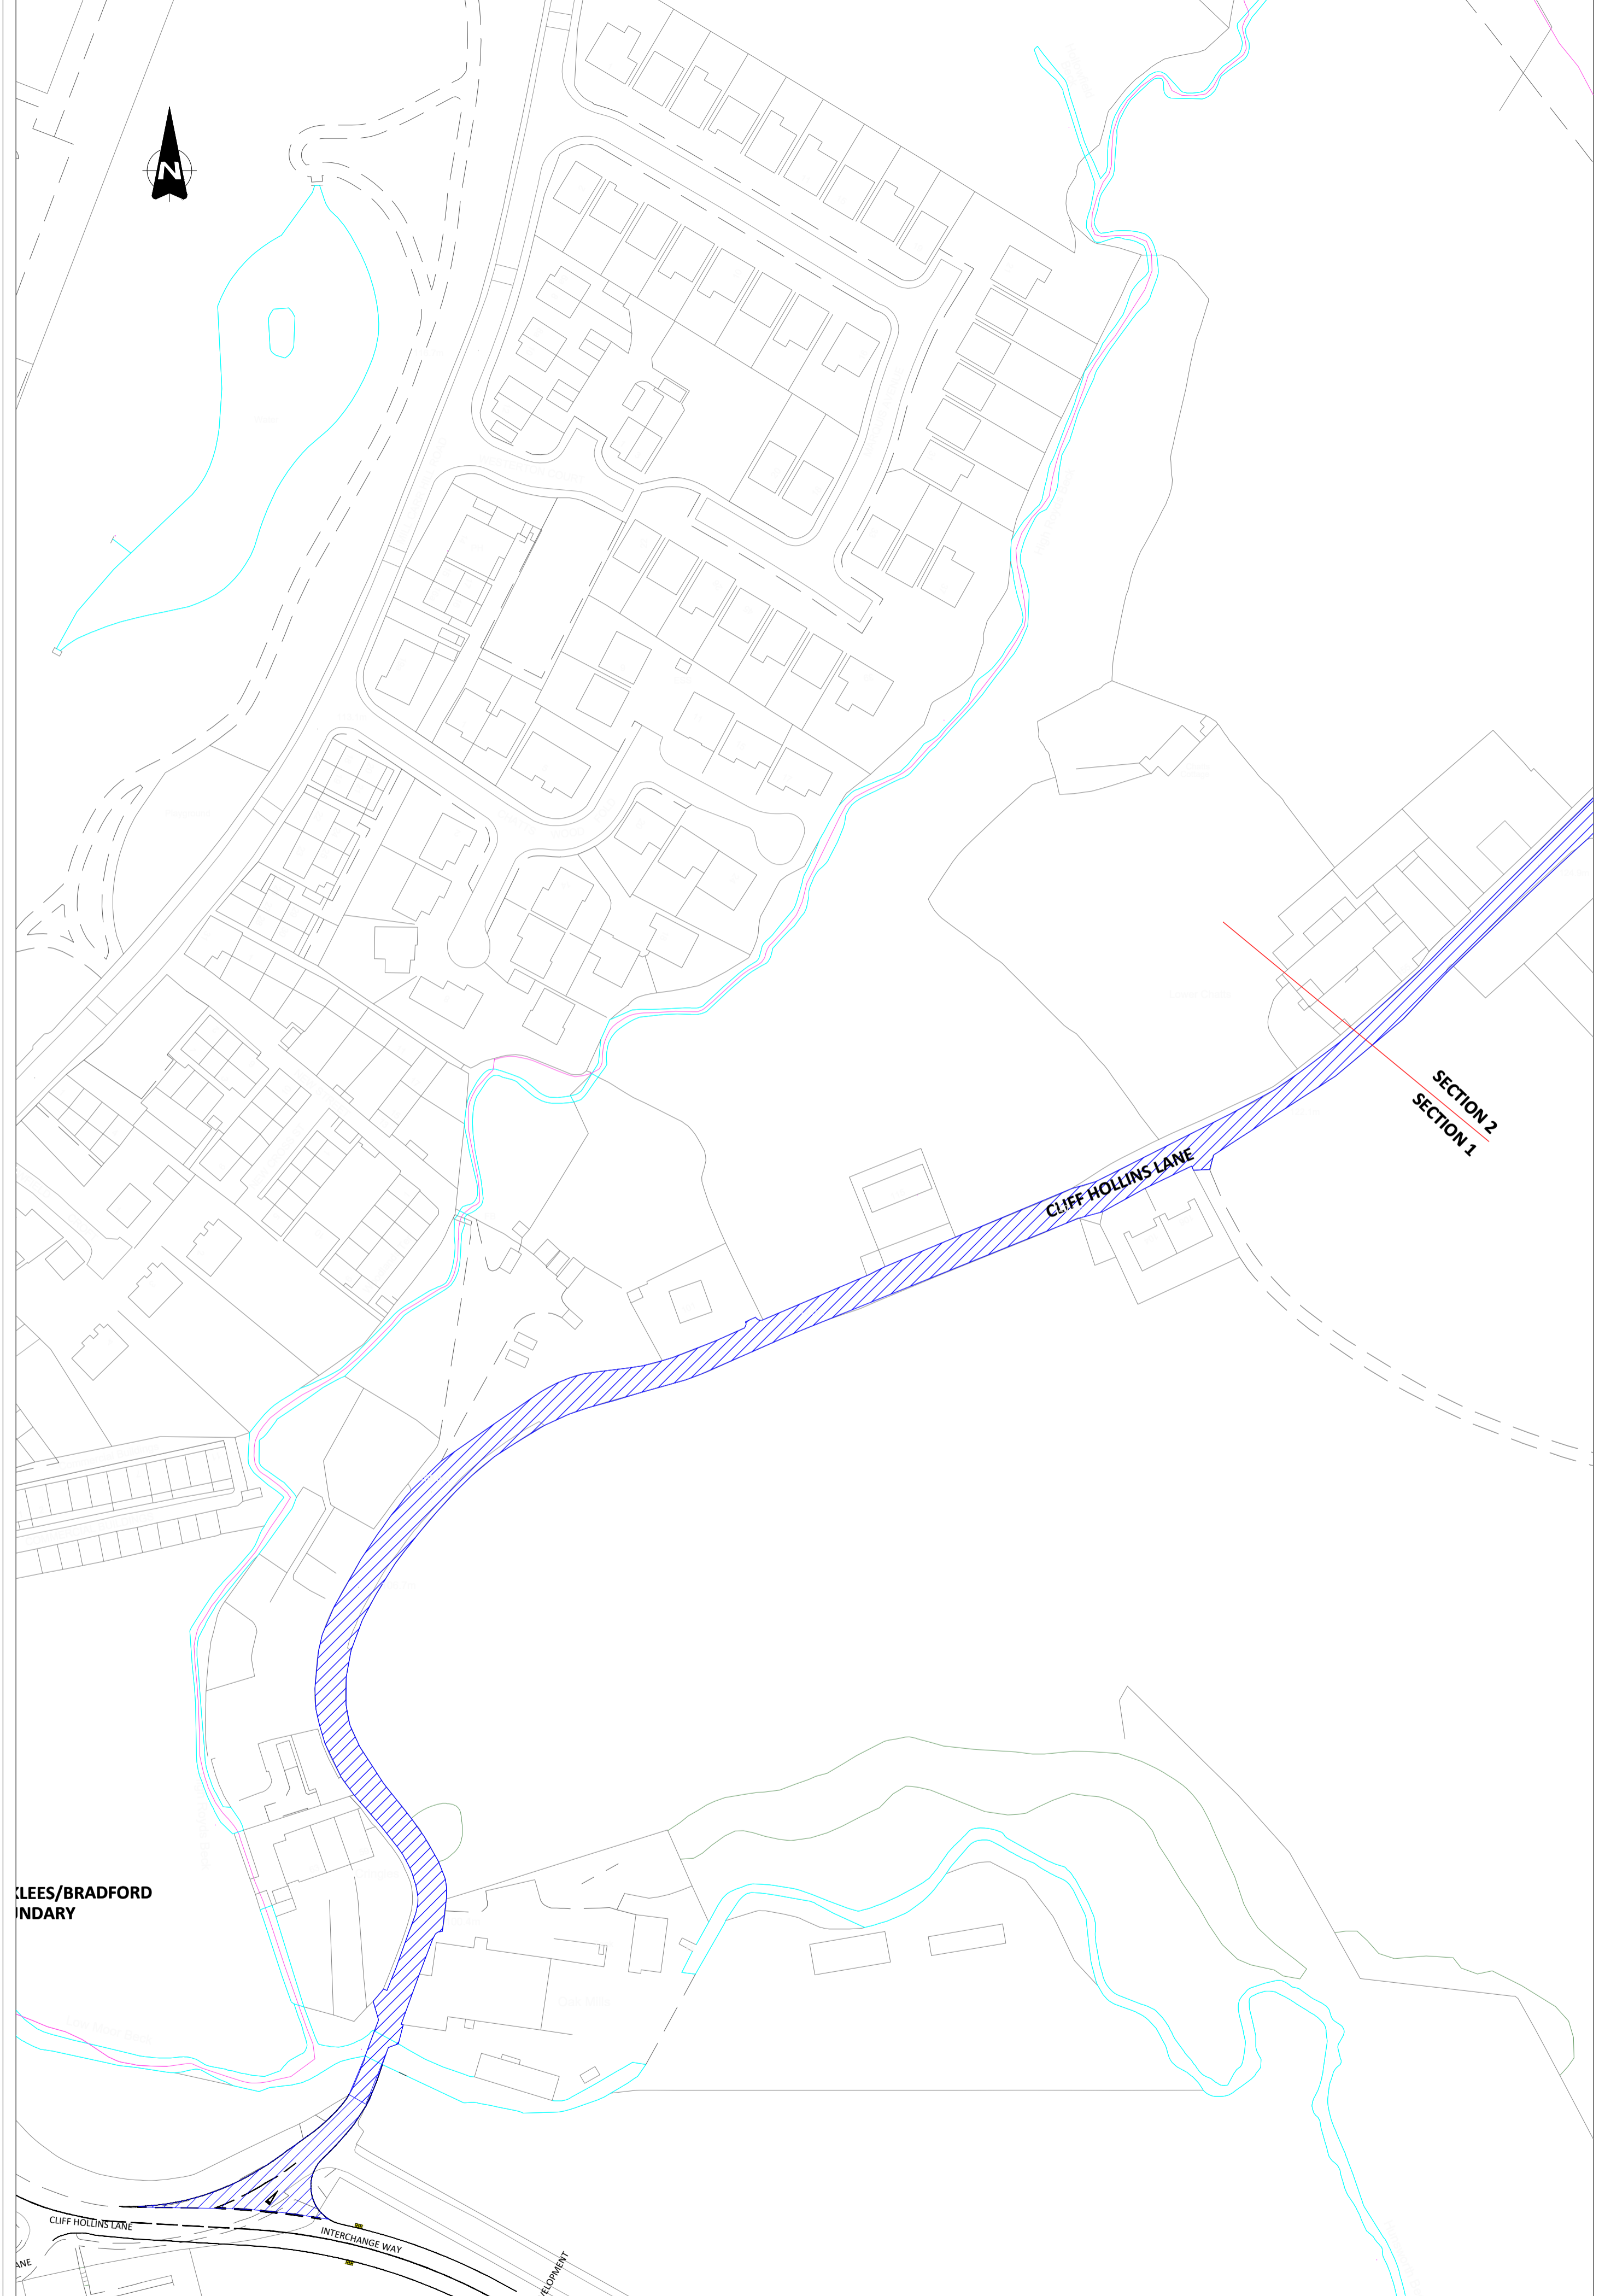 N
SECTION 2
SECTION 1
CLIFF HOLLINS LANE
KLEES/BRADFORD
UNDARY
CLIFF HOLLINS LANE
INTERCHANGE WAY
ANE
VELOPMENT